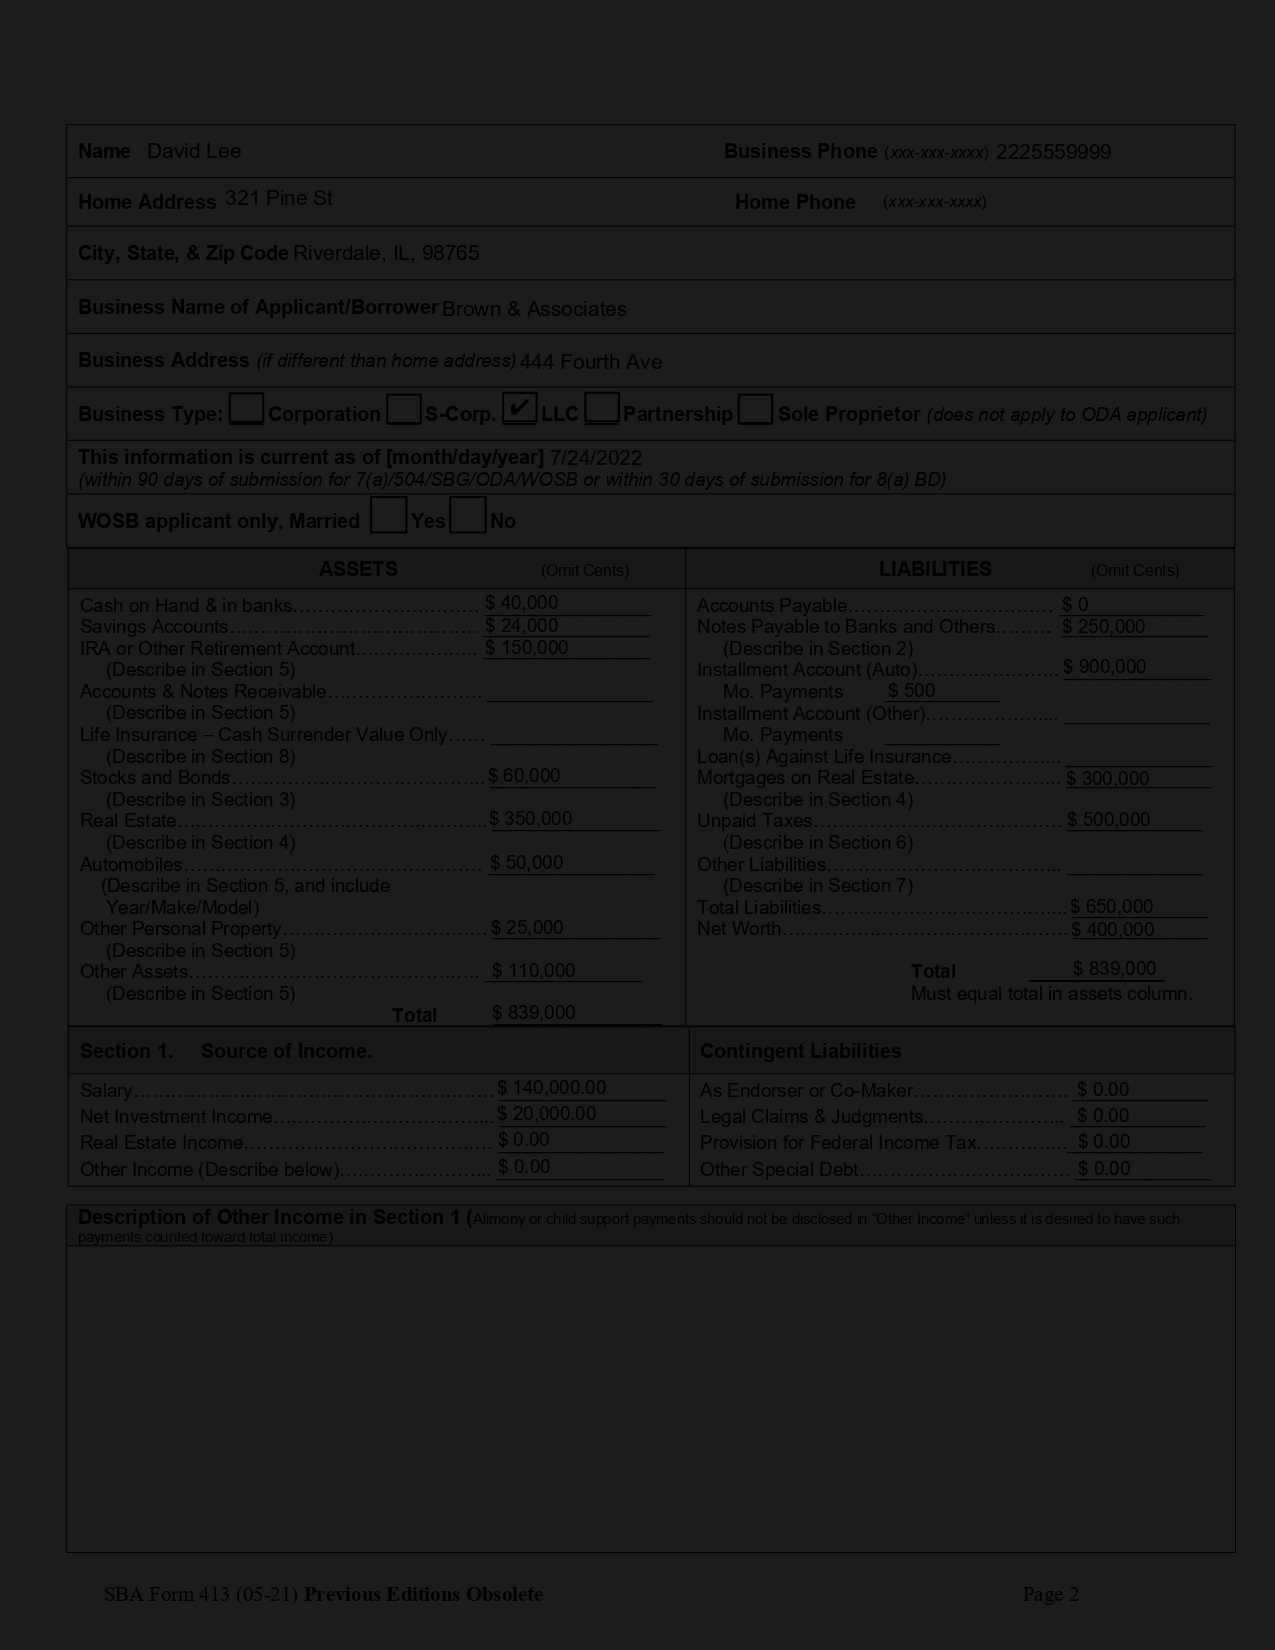 Name David Lee Business Phone (xxx-xxx-xxxx) 2225559999
Home Address 321 Pine St Home Phone (xxx-xxx-xxxx)
City, State, & Zip Code Riverdale, IL, 98765
Business Name of Applicant/Borrower Brown & Associates
Business Address (if different than home address) 444 Fourth Ave
Business Type: Corporation S-Corp. ✔ LLC Partnership Sole Proprietor (does not apply to ODA applicant)
This information is current as of [month/day/year] 7/24/2022
(within 90 days of submission for 7(a)/504/SBG/ODA/WOSB or within 30 days of submission for 8(a) BD)
WOSB applicant only, Married Yes No
ASSETS (Omit Cents)
Cash on Hand & in banks………………………… $ 40,000
Savings Accounts………………………………… $ 24,000
IRA or Other Retirement Account……………….. $ 150,000
(Describe in Section 5)
Accounts & Notes Receivable…………………….
(Describe in Section 5)
Life Insurance – Cash Surrender Value Only……
(Describe in Section 8)
Stocks and Bonds………………………………….. $ 60,000
(Describe in Section 3)
Real Estate………………………………………….. $ 350,000
(Describe in Section 4)
Automobiles………………………………………… $ 50,000
(Describe in Section 5, and include
Year/Make/Model)
Other Personal Property…………………………… $ 25,000
(Describe in Section 5)
Other Assets……………………………………….. $ 110,000
(Describe in Section 5)
Total $ 839,000
LIABILITIES (Omit Cents)
Accounts Payable…………………………… $ 0
Notes Payable to Banks and Others……… $ 250,000
(Describe in Section 2)
Installment Account (Auto)………………….. $ 900,000
Mo. Payments $ 500
Installment Account (Other)…………………..
Mo. Payments
Loan(s) Against Life Insurance……………...
Mortgages on Real Estate…………………… $ 300,000
(Describe in Section 4)
Unpaid Taxes………………………………… $ 500,000
(Describe in Section 6)
Other Liabilities………………………………..
(Describe in Section 7)
Total Liabilities………………………………… $ 650,000
Net Worth……………………………………… $ 400,000
Total $ 839,000
Must equal total in assets column.
Section 1. Source of Income.
Salary………………………………………………….. $ 140,000.00
Net Investment Income……………………………... $ 20,000.00
Real Estate Income………………………………….. $ 0.00
Other Income (Describe below)…………………….. $ 0.00
Contingent Liabilities
As Endorser or Co-Maker……………………. $ 0.00
Legal Claims & Judgments………………….. $ 0.00
Provision for Federal Income Tax………….. $ 0.00
Other Special Debt…………………………… $ 0.00
Description of Other Income in Section 1 (Alimony or child support payments should not be disclosed in "Other Income" unless it is desired to have such
payments counted toward total income)
SBA Form 413 (05-21) Previous Editions Obsolete Page 2